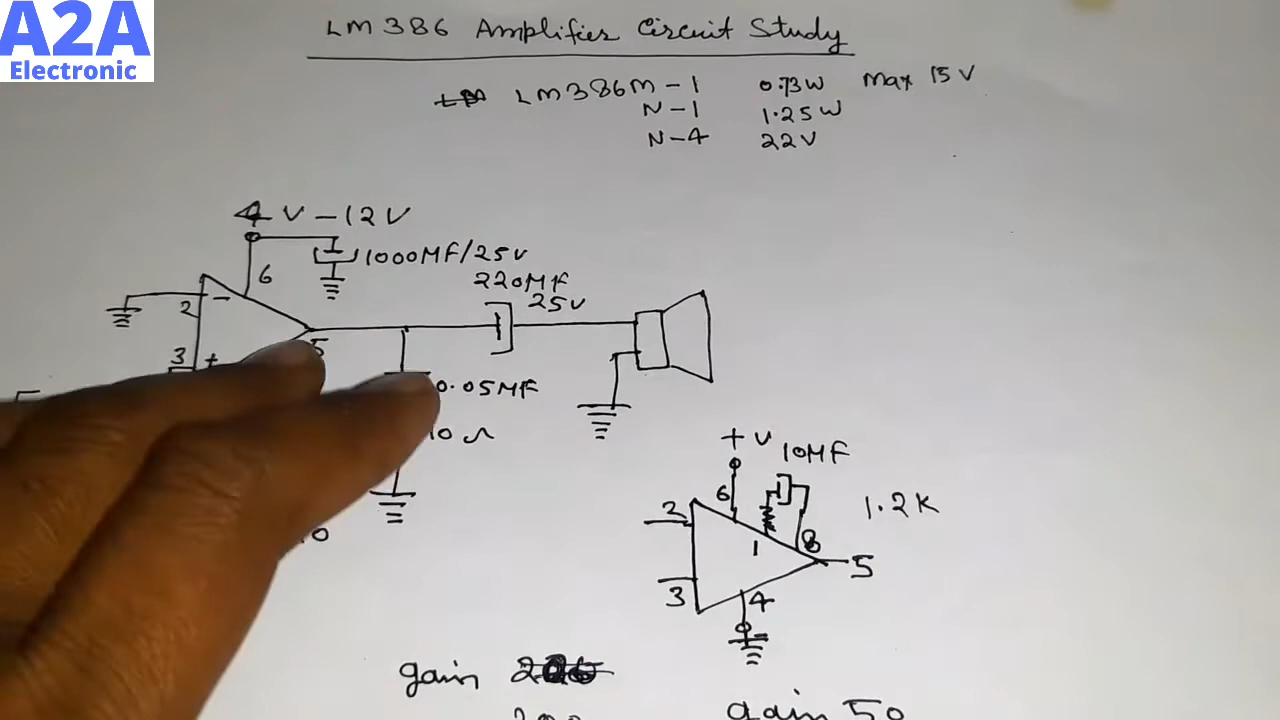 A2A
Electronic
LM386 Amplifier Circuit Study
LM386M-1 0.73W Max 15V
N-1 1.25W
N-4 22V
4V-12V
6
1000MF/25V
220MF
25V
2
-
3
+
5
0.05MF
10Ω
+V
10MF
6
1.2K
2
1
8
5
3
4
gain
gain 50